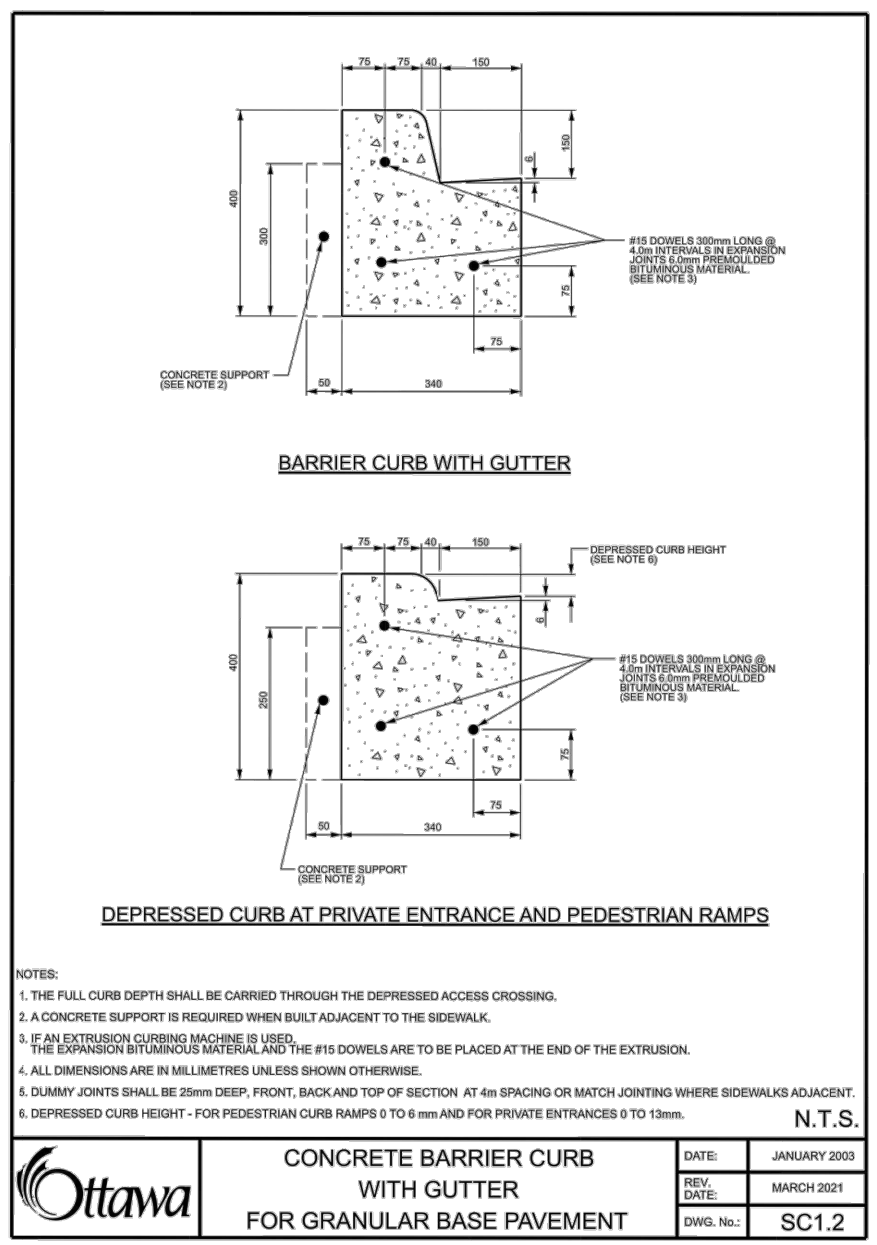 75 75 40 150
400
300
150
6
#15 DOWELS 300mm LONG @
4.0m INTERVALS IN EXPANSION
JOINTS 6.0mm PREMOULDED
BITUMINOUS MATERIAL.
(SEE NOTE 3)
75
75
CONCRETE SUPPORT
(SEE NOTE 2)
50 340
BARRIER CURB WITH GUTTER
75 75 40 150
DEPRESSED CURB HEIGHT
(SEE NOTE 6)
6
400
250
#15 DOWELS 300mm LONG @
4.0m INTERVALS IN EXPANSION
JOINTS 6.0mm PREMOULDED
BITUMINOUS MATERIAL.
(SEE NOTE 3)
75
75
50 340
CONCRETE SUPPORT
(SEE NOTE 2)
DEPRESSED CURB AT PRIVATE ENTRANCE AND PEDESTRIAN RAMPS
NOTES:
1. THE FULL CURB DEPTH SHALL BE CARRIED THROUGH THE DEPRESSED ACCESS CROSSING.
2. A CONCRETE SUPPORT IS REQUIRED WHEN BUILT ADJACENT TO THE SIDEWALK.
3. IF AN EXTRUSION CURBING MACHINE IS USED,
THE EXPANSION BITUMINOUS MATERIAL AND THE #15 DOWELS ARE TO BE PLACED AT THE END OF THE EXTRUSION.
4. ALL DIMENSIONS ARE IN MILLIMETRES UNLESS SHOWN OTHERWISE.
5. DUMMY JOINTS SHALL BE 25mm DEEP, FRONT, BACK AND TOP OF SECTION AT 4m SPACING OR MATCH JOINTING WHERE SIDEWALKS ADJACENT.
6. DEPRESSED CURB HEIGHT - FOR PEDESTRIAN CURB RAMPS 0 TO 6 mm AND FOR PRIVATE ENTRANCES 0 TO 13mm.
N.T.S.
Ottawa
CONCRETE BARRIER CURB
WITH GUTTER
FOR GRANULAR BASE PAVEMENT
DATE: JANUARY 2003
REV.
DATE: MARCH 2021
DWG. No.: SC1.2